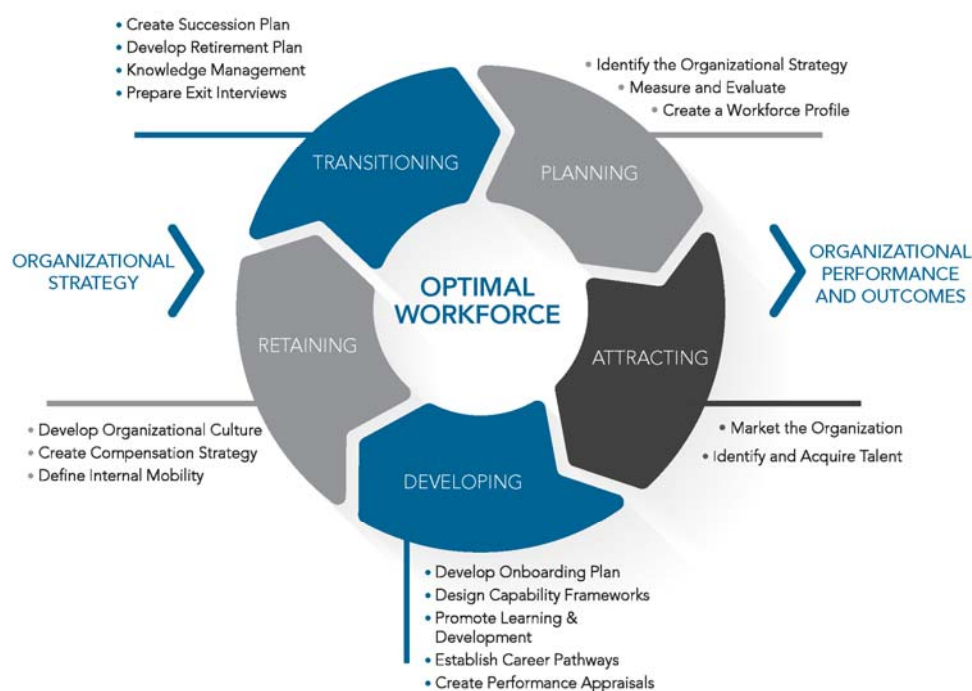 • Create Succession Plan
• Develop Retirement Plan
• Knowledge Management
• Prepare Exit Interviews
• Identify the Organizational Strategy
• Measure and Evaluate
• Create a Workforce Profile
TRANSITIONING
PLANNING
ORGANIZATIONAL
STRATEGY
OPTIMAL
WORKFORCE
ORGANIZATIONAL
PERFORMANCE
AND OUTCOMES
RETAINING
ATTRACTING
• Develop Organizational Culture
• Create Compensation Strategy
• Define Internal Mobility
• Market the Organization
• Identify and Acquire Talent
DEVELOPING
• Develop Onboarding Plan
• Design Capability Frameworks
• Promote Learning &
Development
• Establish Career Pathways
• Create Performance Appraisals